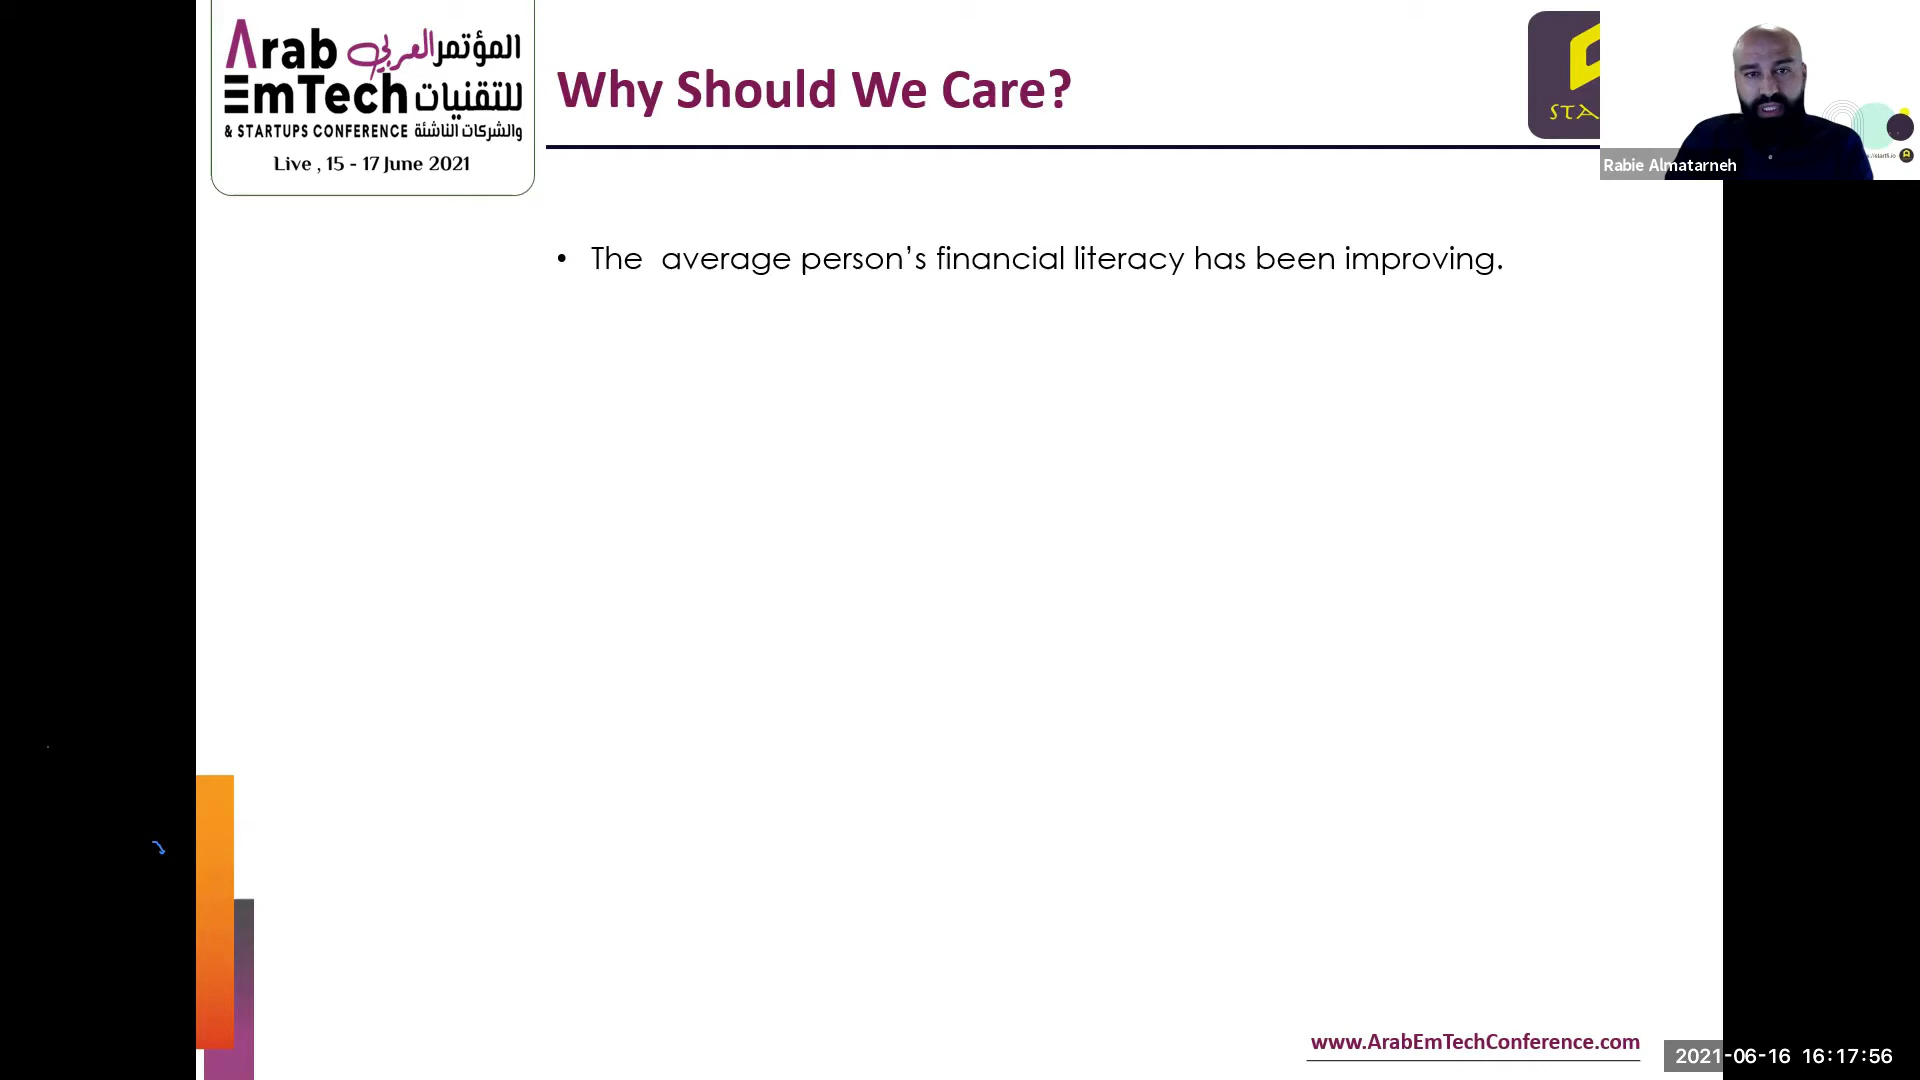 Arab المؤتمر العربي
EmTech للتقنيات
& STARTUPS CONFERENCE والشركات الناشئة
Live , 15 - 17 June 2021
Why Should We Care?
STA
Rabie Almatarneh
• The  average person’s financial literacy has been improving.
www.ArabEmTechConference.com
2021-06-16 16:17:56